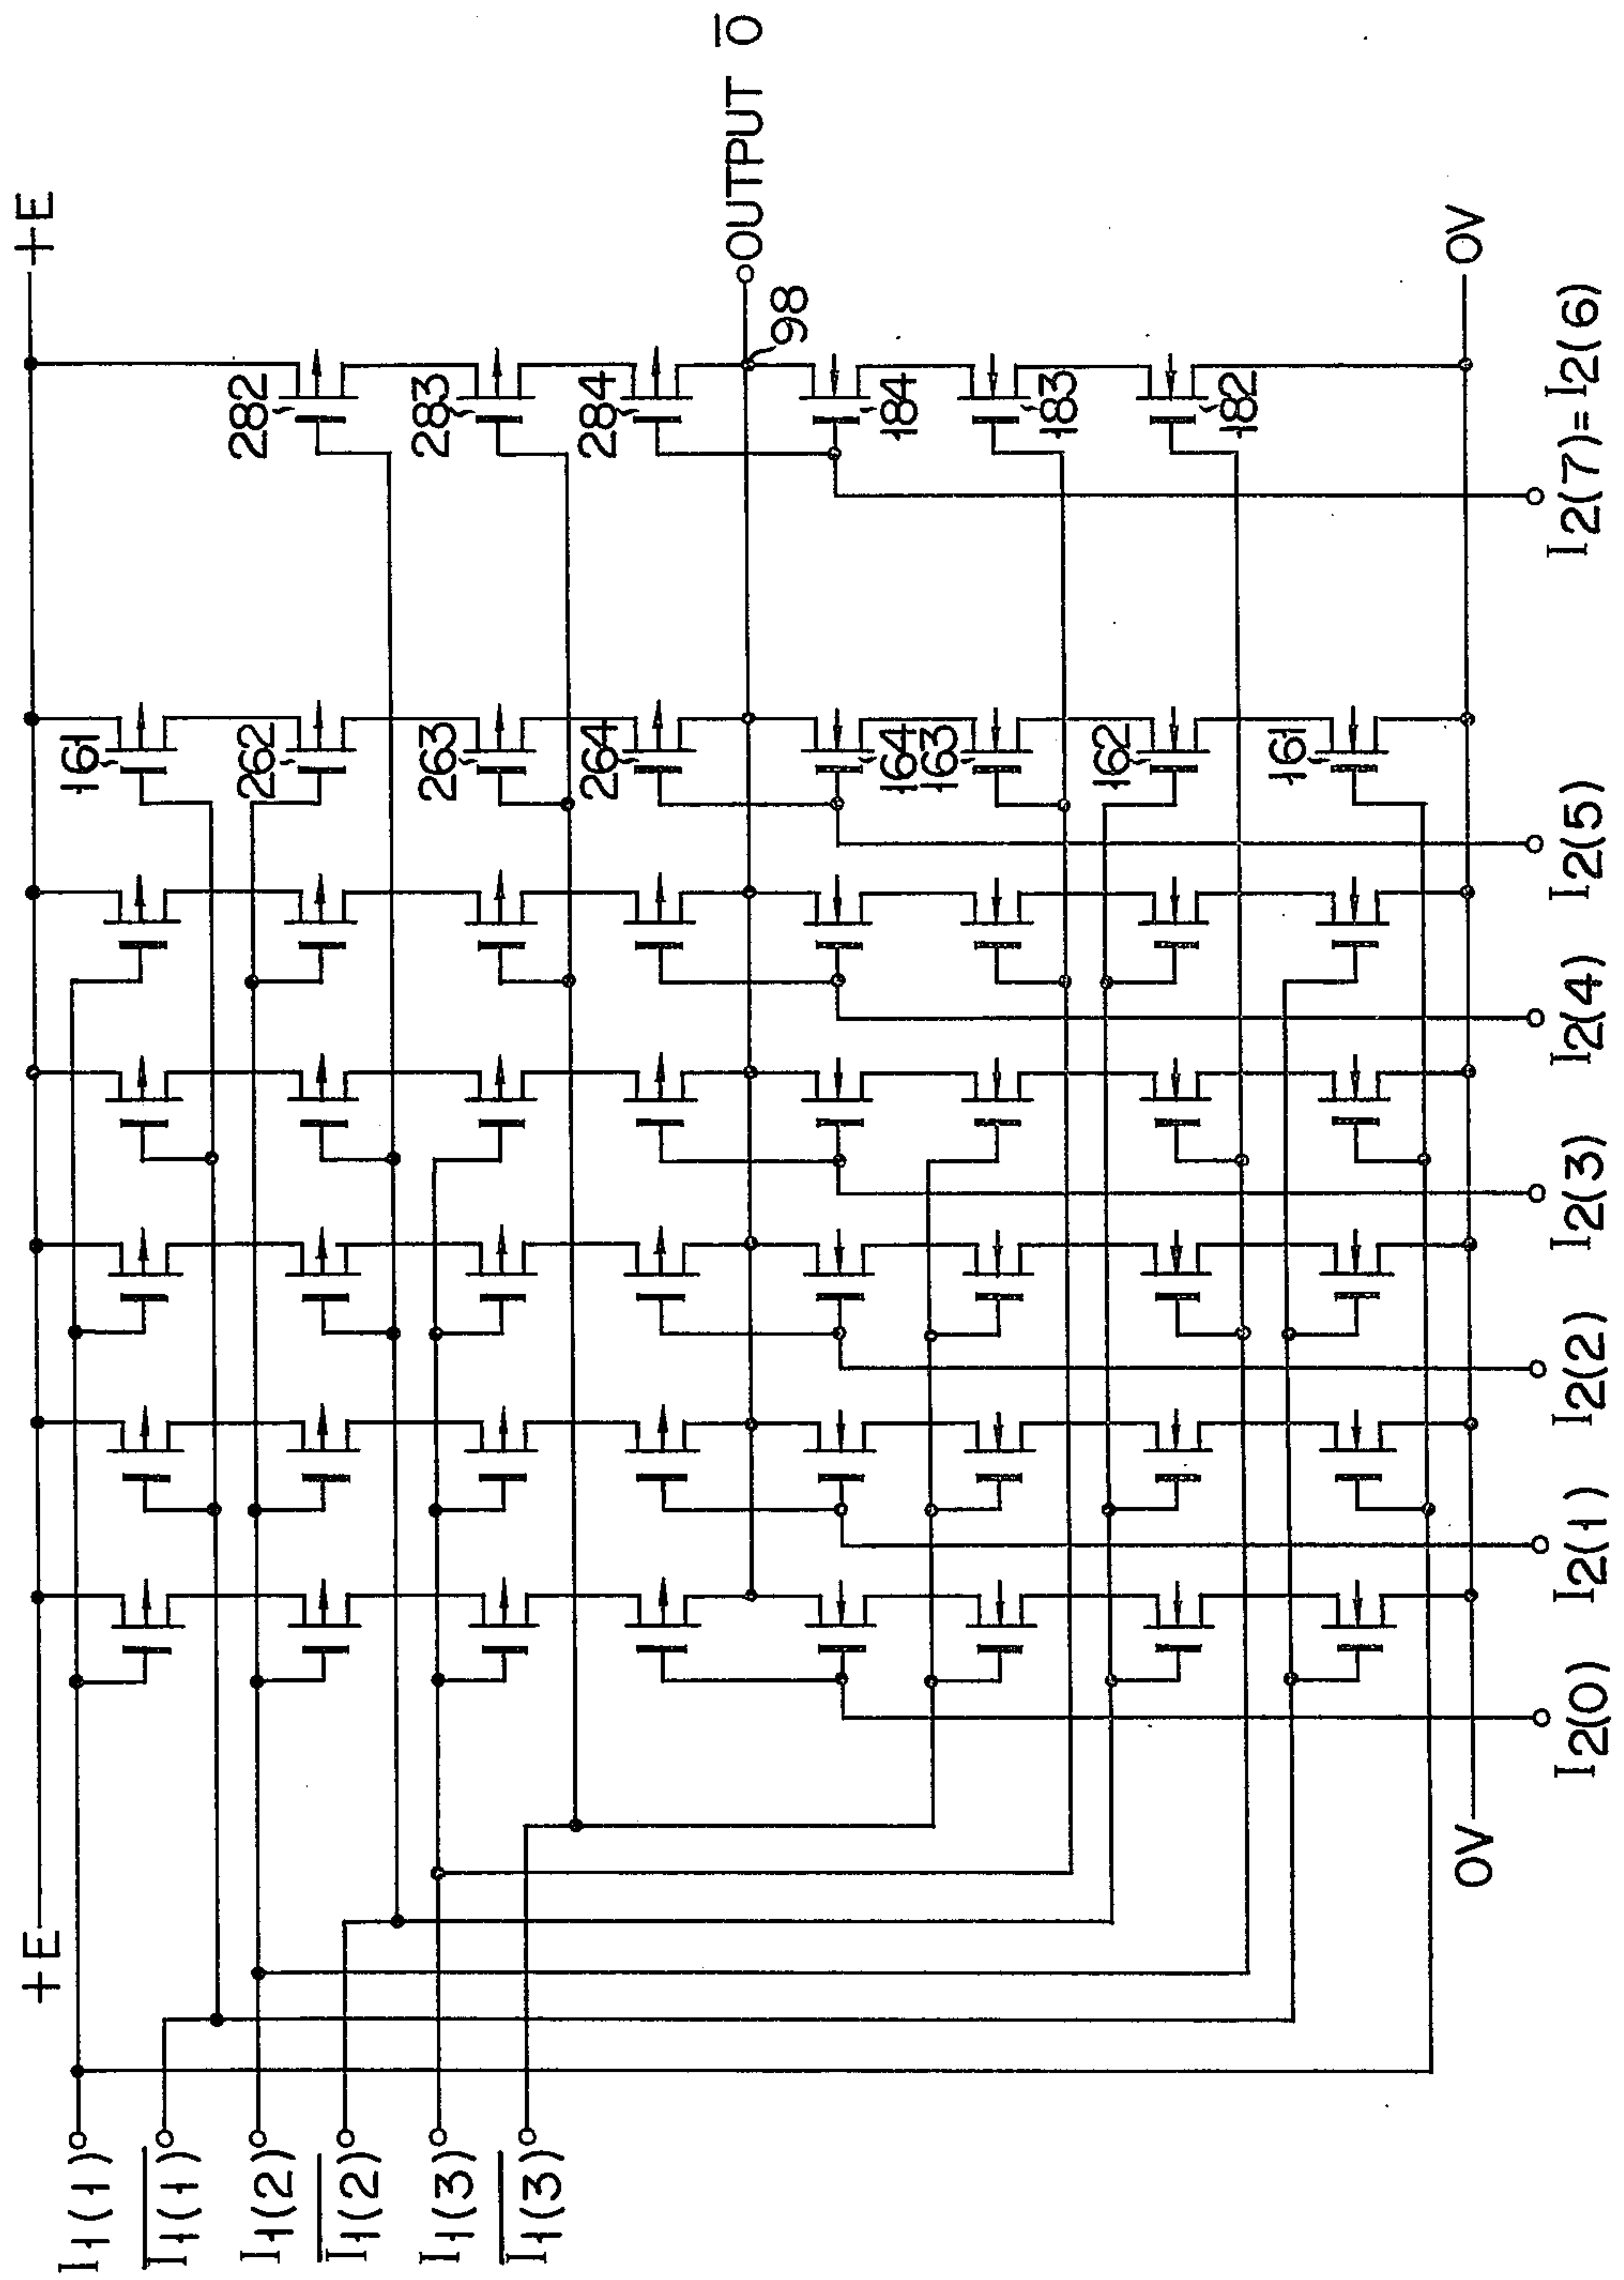 +E
+E
I1(1)
I1(1)
I1(2)
I1(2)
I1(3)
I1(3)
161
262
263
264
164
163
162
161
282
283
284
184
183
182
98
OUTPUT O
0V
0V
I2(0)
I2(1)
I2(2)
I2(3)
I2(4)
I2(5)
I2(7)=I2(6)